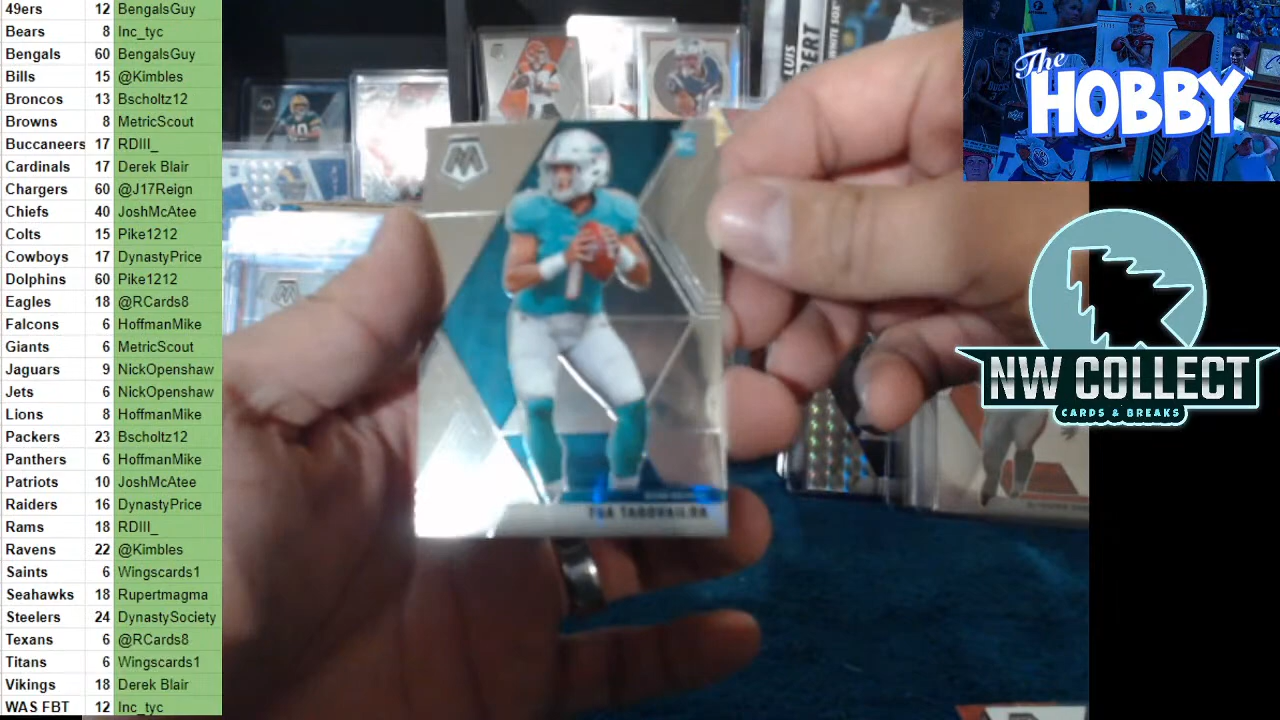 49ers 12 BengalsGuy
Bears 8 Inc_tyc
Bengals 60 BengalsGuy
Bills 15 @Kimbles
Broncos 13 Bscholtz12
Browns 8 MetricScout
Buccaneers 17 RDIII_
Cardinals 17 Derek Blair
Chargers 60 @J17Reign
Chiefs 40 JoshMcAtee
Colts 15 Pike1212
Cowboys 17 DynastyPrice
Dolphins 60 Pike1212
Eagles 18 @RCards8
Falcons 6 HoffmanMike
Giants 6 MetricScout
Jaguars 9 NickOpenshaw
Jets 6 NickOpenshaw
Lions 8 HoffmanMike
Packers 23 Bscholtz12
Panthers 6 HoffmanMike
Patriots 10 JoshMcAtee
Raiders 16 DynastyPrice
Rams 18 RDIII_
Ravens 22 @Kimbles
Saints 6 Wingscards1
Seahawks 18 Rupertmagma
Steelers 24 DynastySociety
Texans 6 @RCards8
Titans 6 Wingscards1
Vikings 18 Derek Blair
WAS FBT 12 Inc_tyc
LUIS
WHITE SOX
M
RC
1
TUA TAGOVAILOA
The
HOBBY
NW COLLECT
CARDS & BREAKS